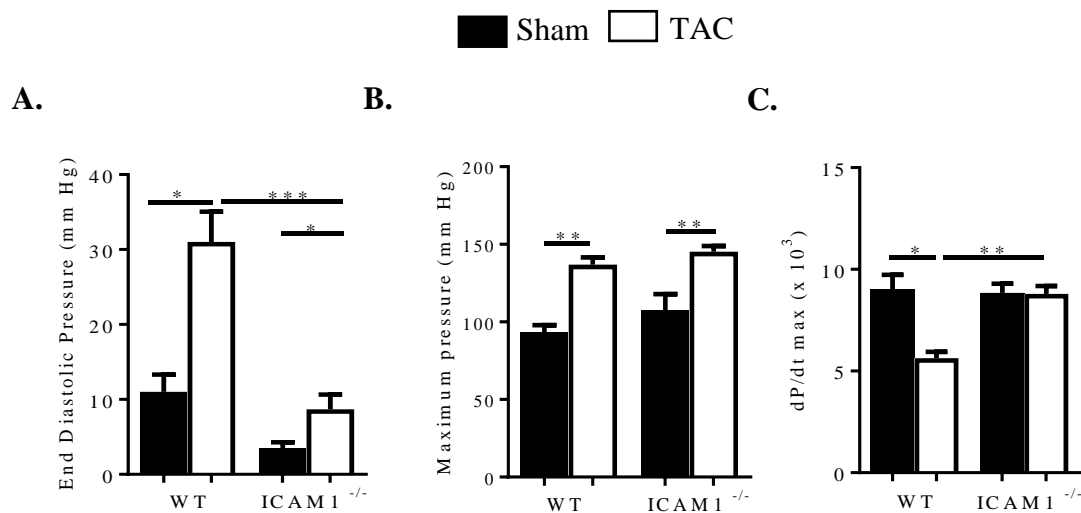 Sham TAC
A. B. C.
End Diastolic Pressure (mm Hg)
40
30
20
10
0
* *** *
WT ICAM1 -/-
Maximum pressure (mm Hg)
200
150
100
50
0
** **
WT ICAM1 -/-
dP/dt max (x 10³)
15
10
5
0
* **
WT ICAM1 -/-